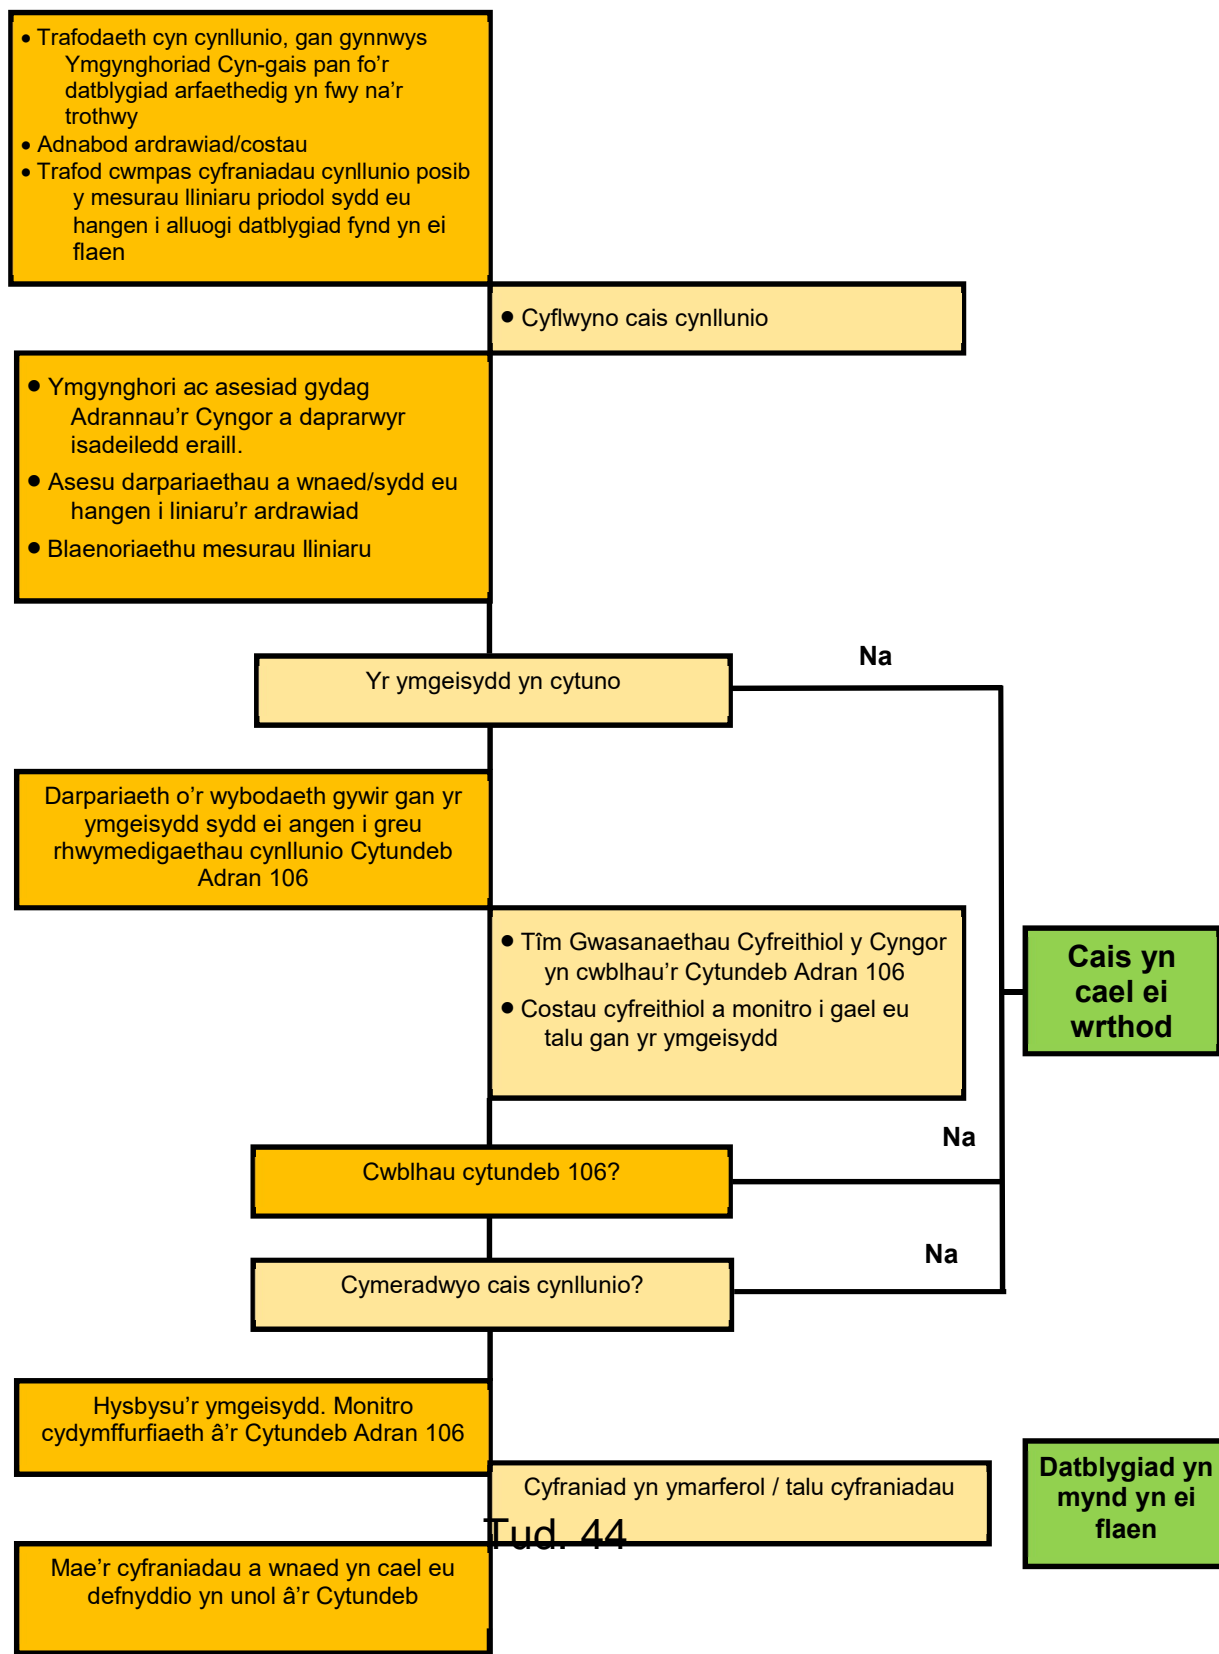 • Trafodaeth cyn cynllunio, gan gynnwys
Ymgynghoriad Cyn-gais pan fo'r
datblygiad arfaethedig yn fwy na'r
trothwy
• Adnabod ardrawiad/costau
• Trafod cwmpas cyfraniadau cynllunio posib
y mesurau lliniaru priodol sydd eu
hangen i alluogi datblygiad fynd yn ei
flaen
• Cyflwyno cais cynllunio
• Ymgynghori ac asesiad gydag
Adrannau'r Cyngor a daprarwyr
isadeiledd eraill.
• Asesu darpariaethau a wnaed/sydd eu
hangen i liniaru'r ardrawiad
• Blaenoriaethu mesurau lliniaru
Na
Yr ymgeisydd yn cytuno
Darpariaeth o'r wybodaeth gywir gan yr
ymgeisydd sydd ei angen i greu
rhwymedigaethau cynllunio Cytundeb
Adran 106
• Tîm Gwasanaethau Cyfreithiol y Cyngor
yn cwblhau'r Cytundeb Adran 106
• Costau cyfreithiol a monitro i gael eu
talu gan yr ymgeisydd
Cais yn
cael ei
wrthod
Na
Cwblhau cytundeb 106?
Na
Cymeradwyo cais cynllunio?
Hysbysu'r ymgeisydd. Monitro
cydymffurfiaeth â'r Cytundeb Adran 106
Cyfraniad yn ymarferol / talu cyfraniadau
Datblygiad yn
mynd yn ei
flaen
Tud. 44
Mae'r cyfraniadau a wnaed yn cael eu
defnyddio yn unol â'r Cytundeb